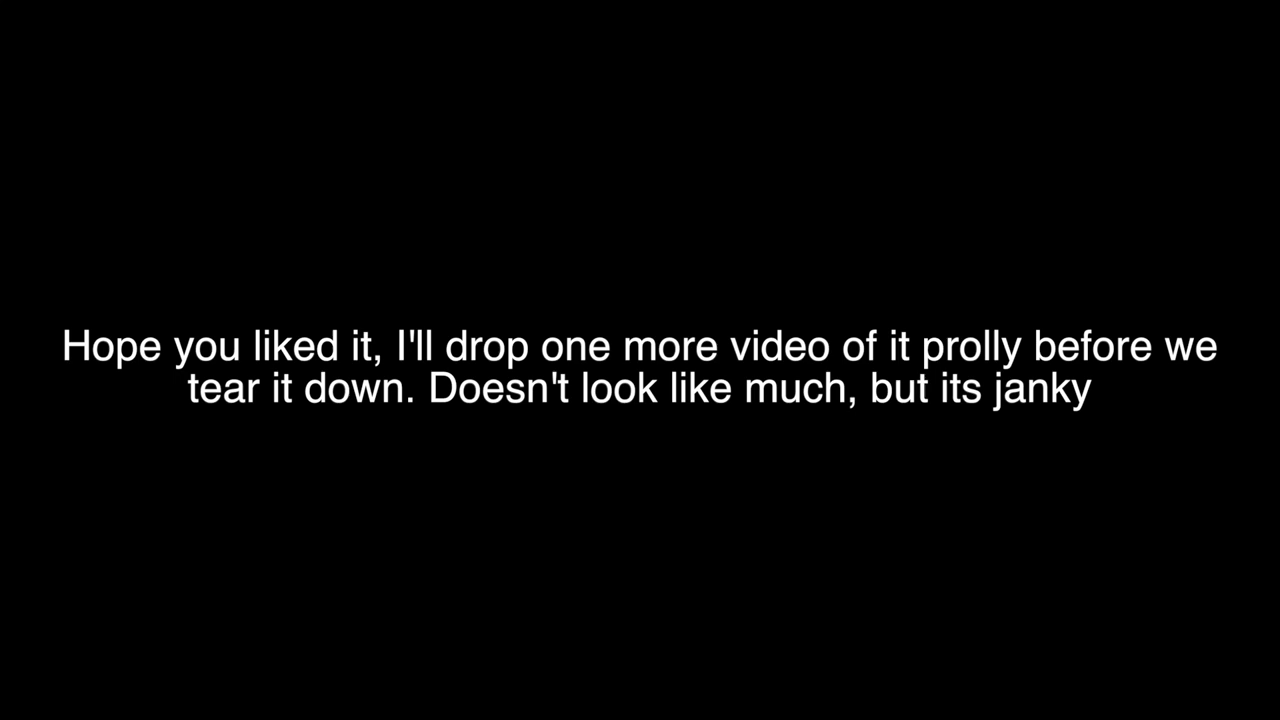 Hope you liked it, I'll drop one more video of it prolly before we
tear it down. Doesn't look like much, but its janky